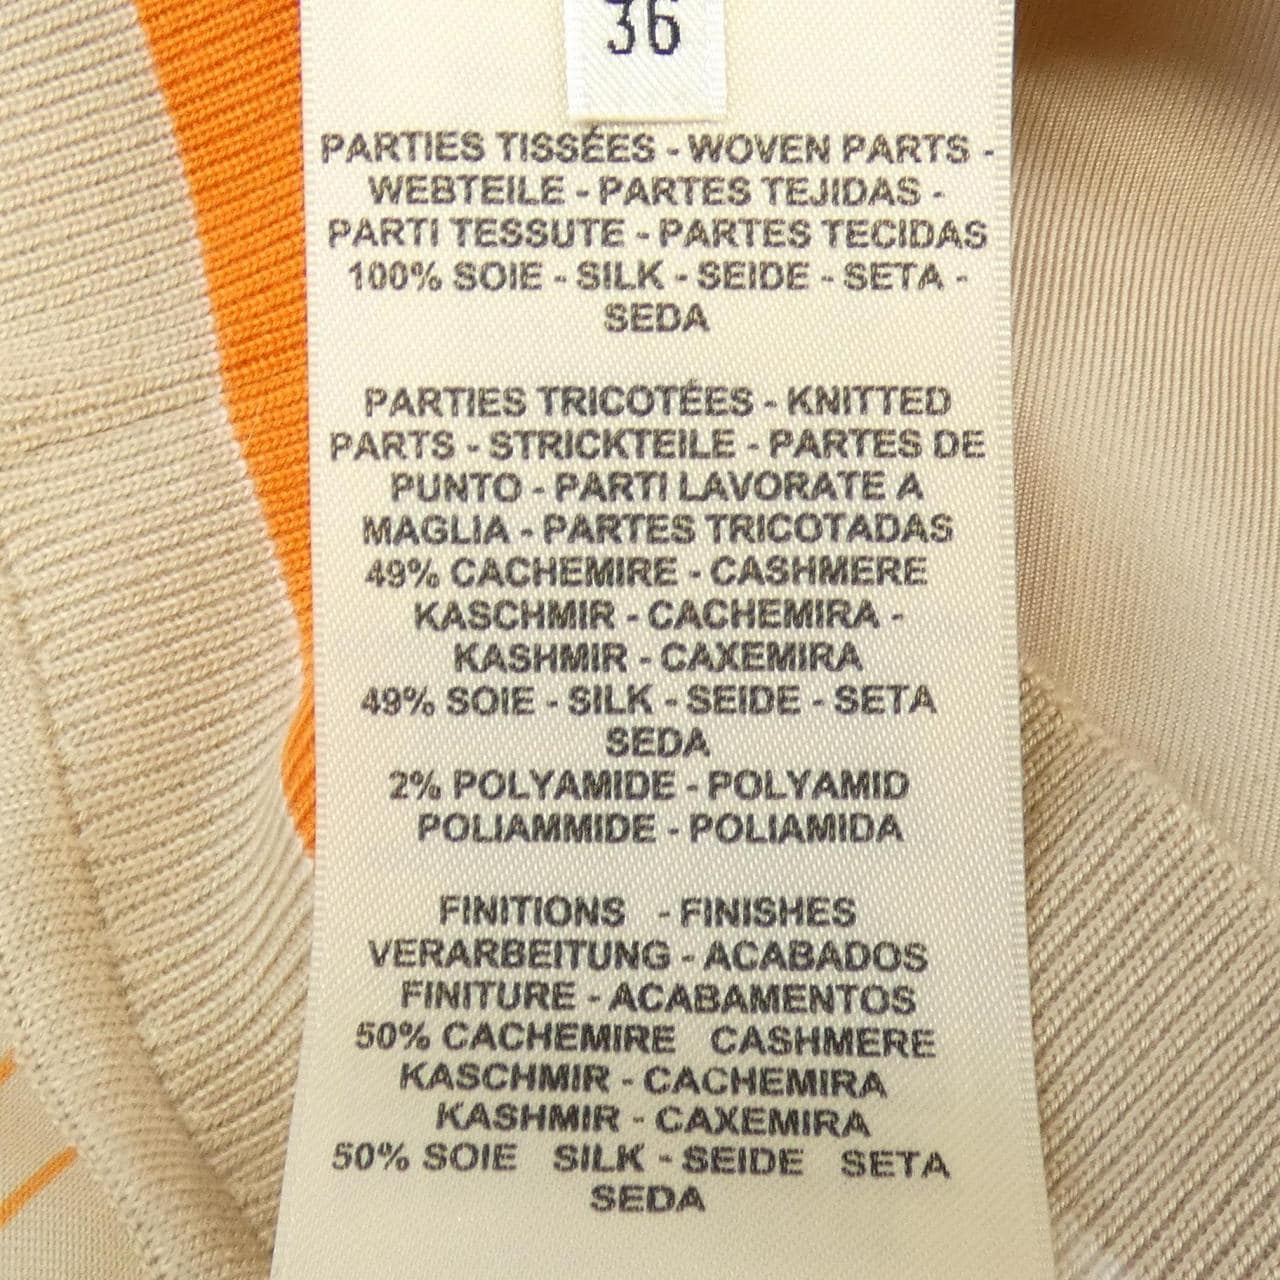 36
PARTIES TISSÉES - WOVEN PARTS -
WEBTEILE - PARTES TEJIDAS -
PARTI TESSUTE - PARTES TECIDAS
100% SOIE - SILK - SEIDE - SETA -
SEDA
PARTIES TRICOTÉES - KNITTED
PARTS - STRICKTEILE - PARTES DE
PUNTO - PARTI LAVORATE A
MAGLIA - PARTES TRICOTADAS
49% CACHEMIRE - CASHMERE
KASCHMIR - CACHEMIRA -
KASHMIR - CAXEMIRA
49% SOIE - SILK - SEIDE - SETA
SEDA
2% POLYAMIDE - POLYAMID
POLIAMMIDE - POLIAMIDA
FINITIONS - FINISHES
VERARBEITUNG - ACABADOS
FINITURE - ACABAMENTOS
50% CACHEMIRE CASHMERE
KASCHMIR - CACHEMIRA
KASHMIR - CAXEMIRA
50% SOIE SILK - SEIDE SETA
SEDA